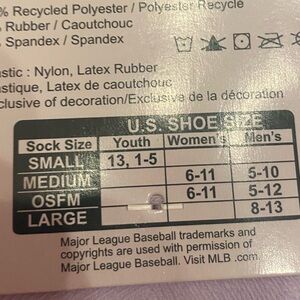 % Recycled Polyester / Polyester Recycle
% Rubber / Caoutchouc
% Spandex / Spandex
stic : Nylon, Latex Rubber
astique, Latex de caoutchouc
clusive of decoration/Exclusive de la décoration
U.S. SHOE SIZE
Sock Size Youth Women's Men's
SMALL 13, 1-5
MEDIUM 6-11 5-10
OSFM 6-11 5-12
LARGE 8-13
Major League Baseball trademarks and
copyrights are used with permission of
Major League Baseball. Visit MLB .com.